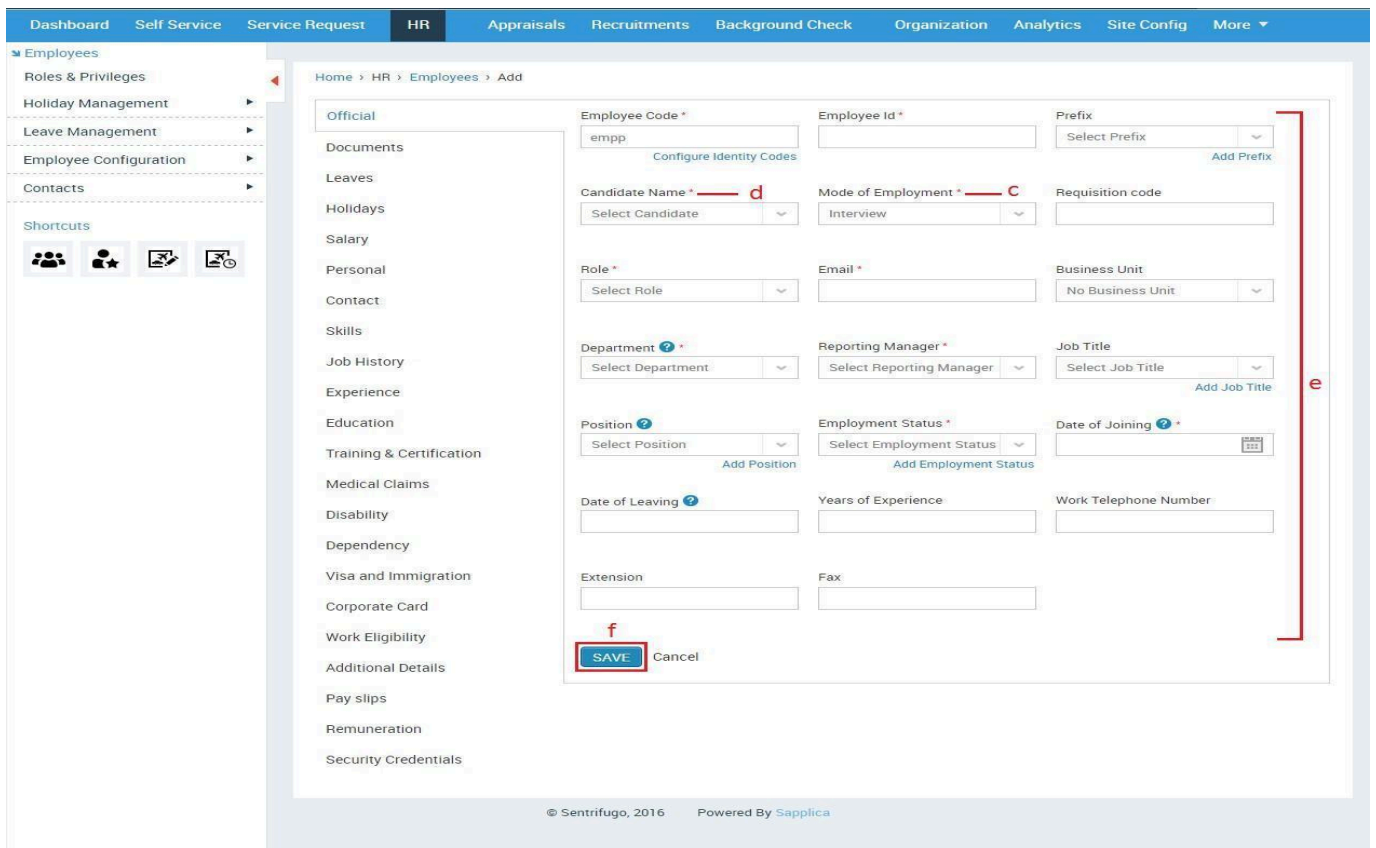 Dashboard Self Service Service Request HR Appraisals Recruitments Background Check Organization Analytics Site Config More
Employees
Roles & Privileges
Holiday Management
Leave Management
Employee Configuration
Contacts
Shortcuts
Home › HR › Employees › Add
Official
Documents
Leaves
Holidays
Salary
Personal
Contact
Skills
Job History
Experience
Education
Training & Certification
Medical Claims
Disability
Dependency
Visa and Immigration
Corporate Card
Work Eligibility
Additional Details
Pay slips
Remuneration
Security Credentials
Employee Code * Employee Id * Prefix
empp Select Prefix
Configure Identity Codes Add Prefix
Candidate Name * d Mode of Employment * c Requisition code
Select Candidate Interview
Role * Email * Business Unit
Select Role No Business Unit
Department ? * Reporting Manager * Job Title
Select Department Select Reporting Manager Select Job Title
Add Job Title
e
Position ? Employment Status * Date of Joining ? *
Select Position Select Employment Status
Add Position Add Employment Status
Date of Leaving ? Years of Experience Work Telephone Number
Extension Fax
f
SAVE Cancel
© Sentrifugo, 2016 Powered By Sapplica